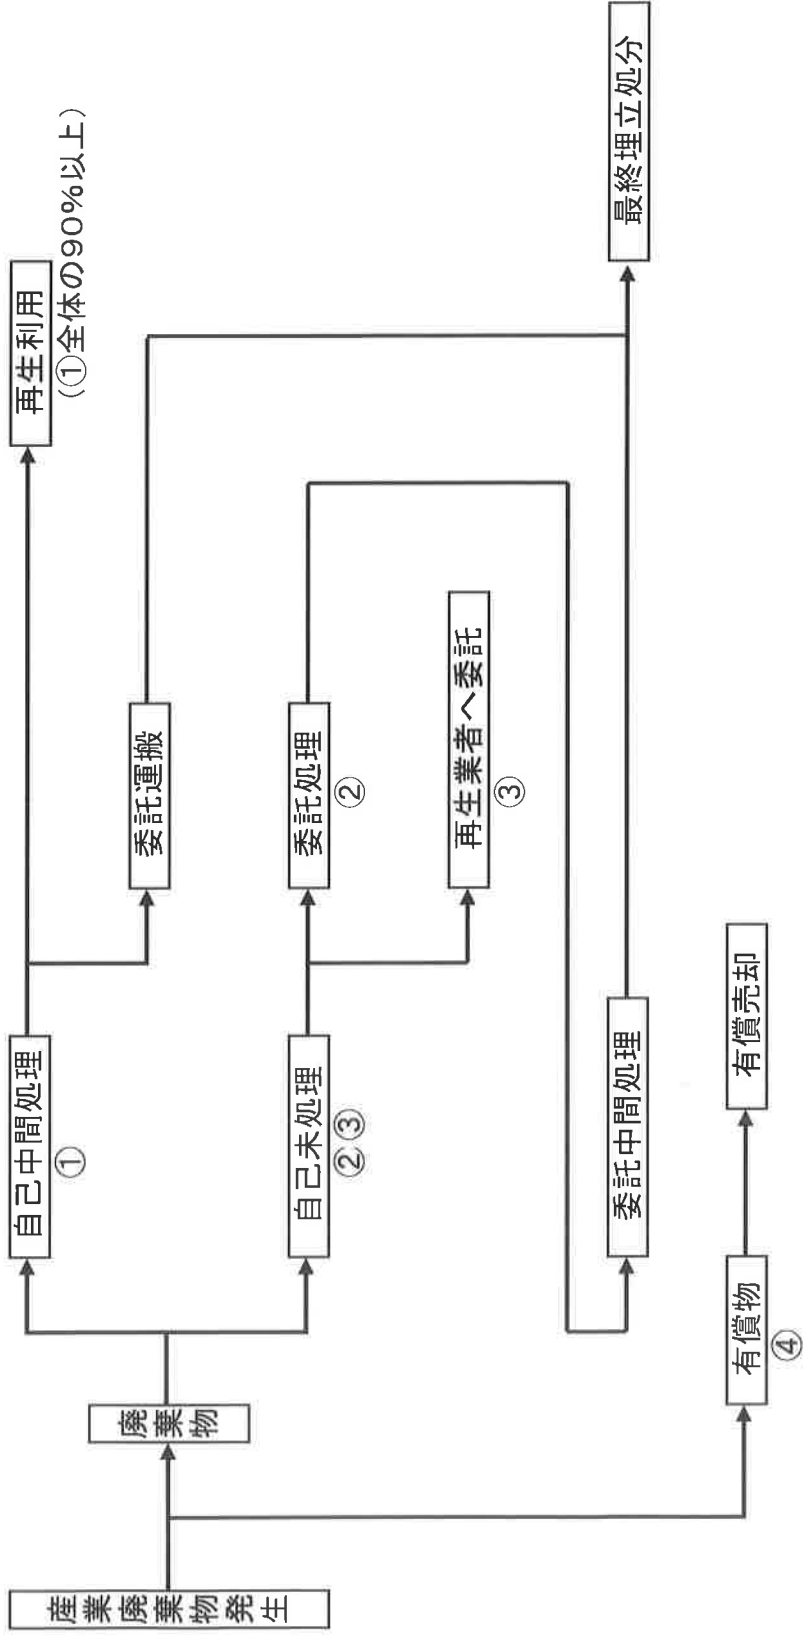 産業廃棄物発生
廃棄物
自己中間処理
①
再生利用
(①全体の90%以上)
委託運搬
自己未処理
②③
委託処理
②
再生業者へ委託
③
委託中間処理
最終埋立処分
有償物
④
有償売却